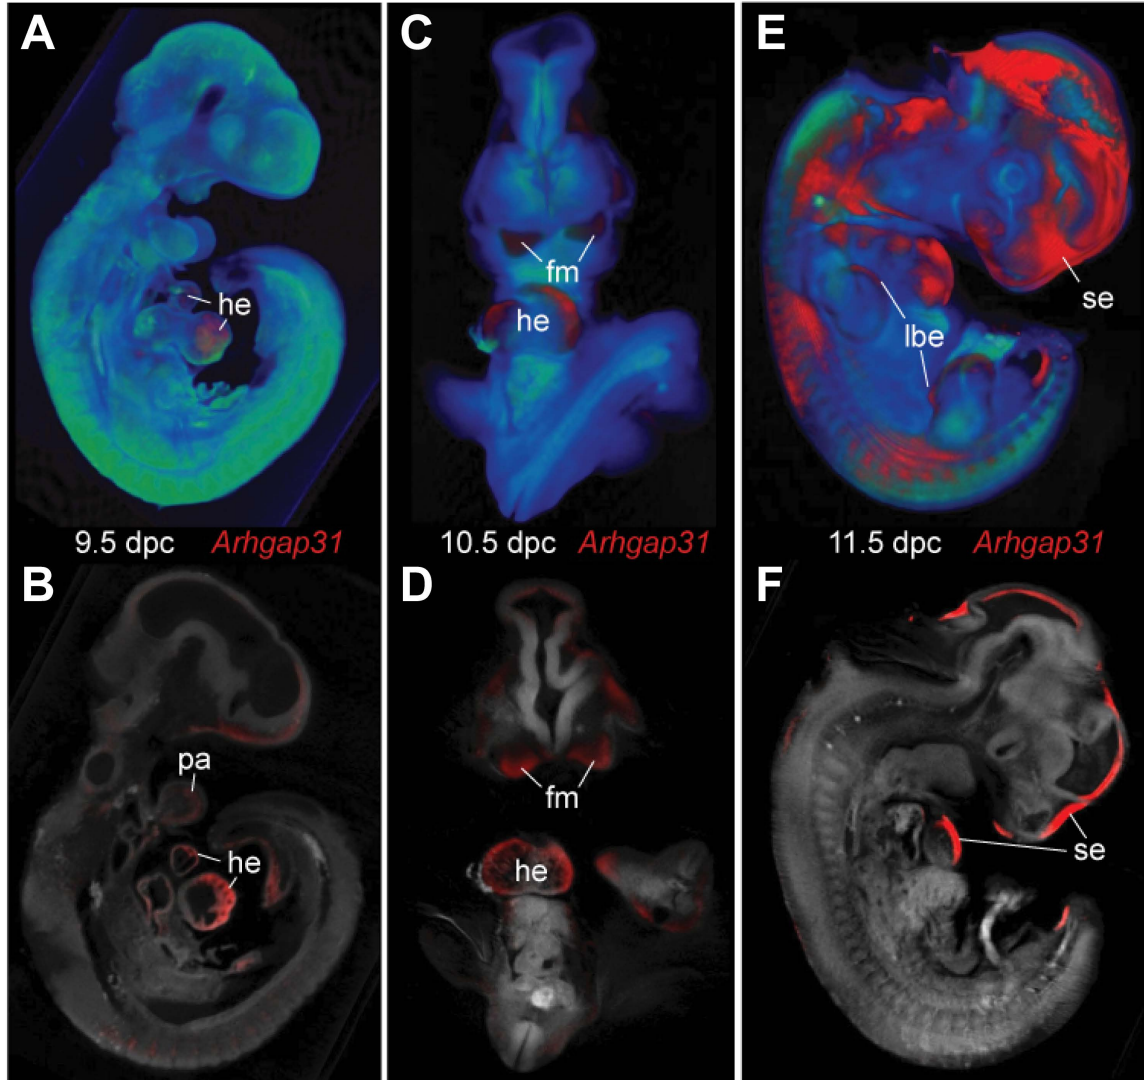 A
C
E
he
fm
he
se
lbe
9.5 dpc Arhgap31
10.5 dpc Arhgap31
11.5 dpc Arhgap31
B
D
F
pa
he
fm
he
se